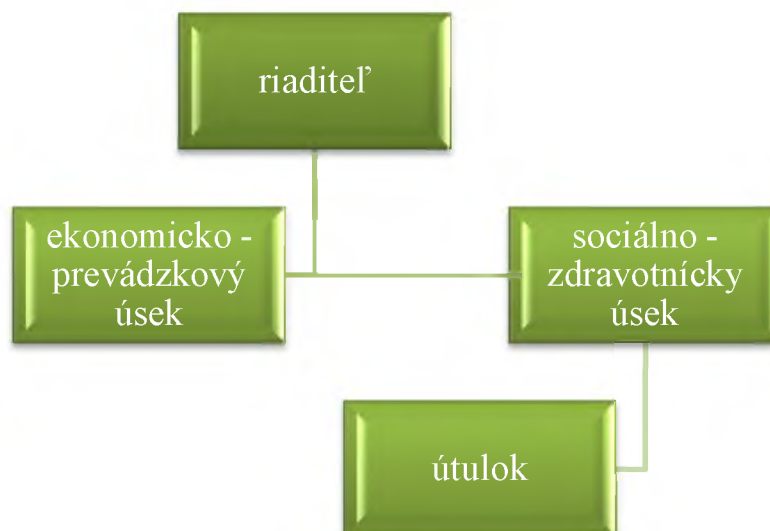 riaditeľ
ekonomicko -
prevádzkový
úsek
sociálno -
zdravotnícky
úsek
útulok